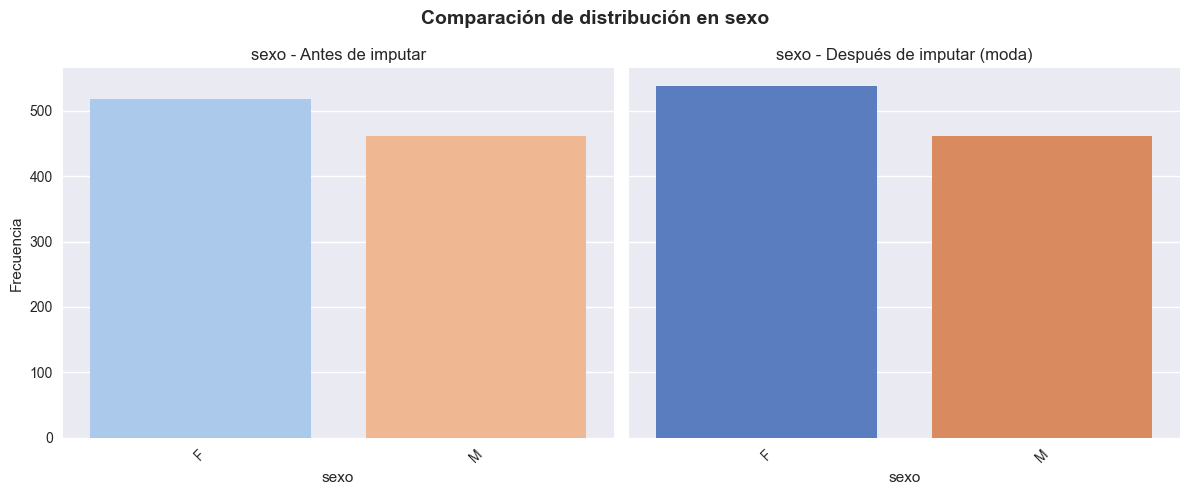 Comparación de distribución en sexo
sexo - Antes de imputar
sexo - Después de imputar (moda)
Frecuencia
500
400
300
200
100
0
F
M
F
M
sexo
sexo